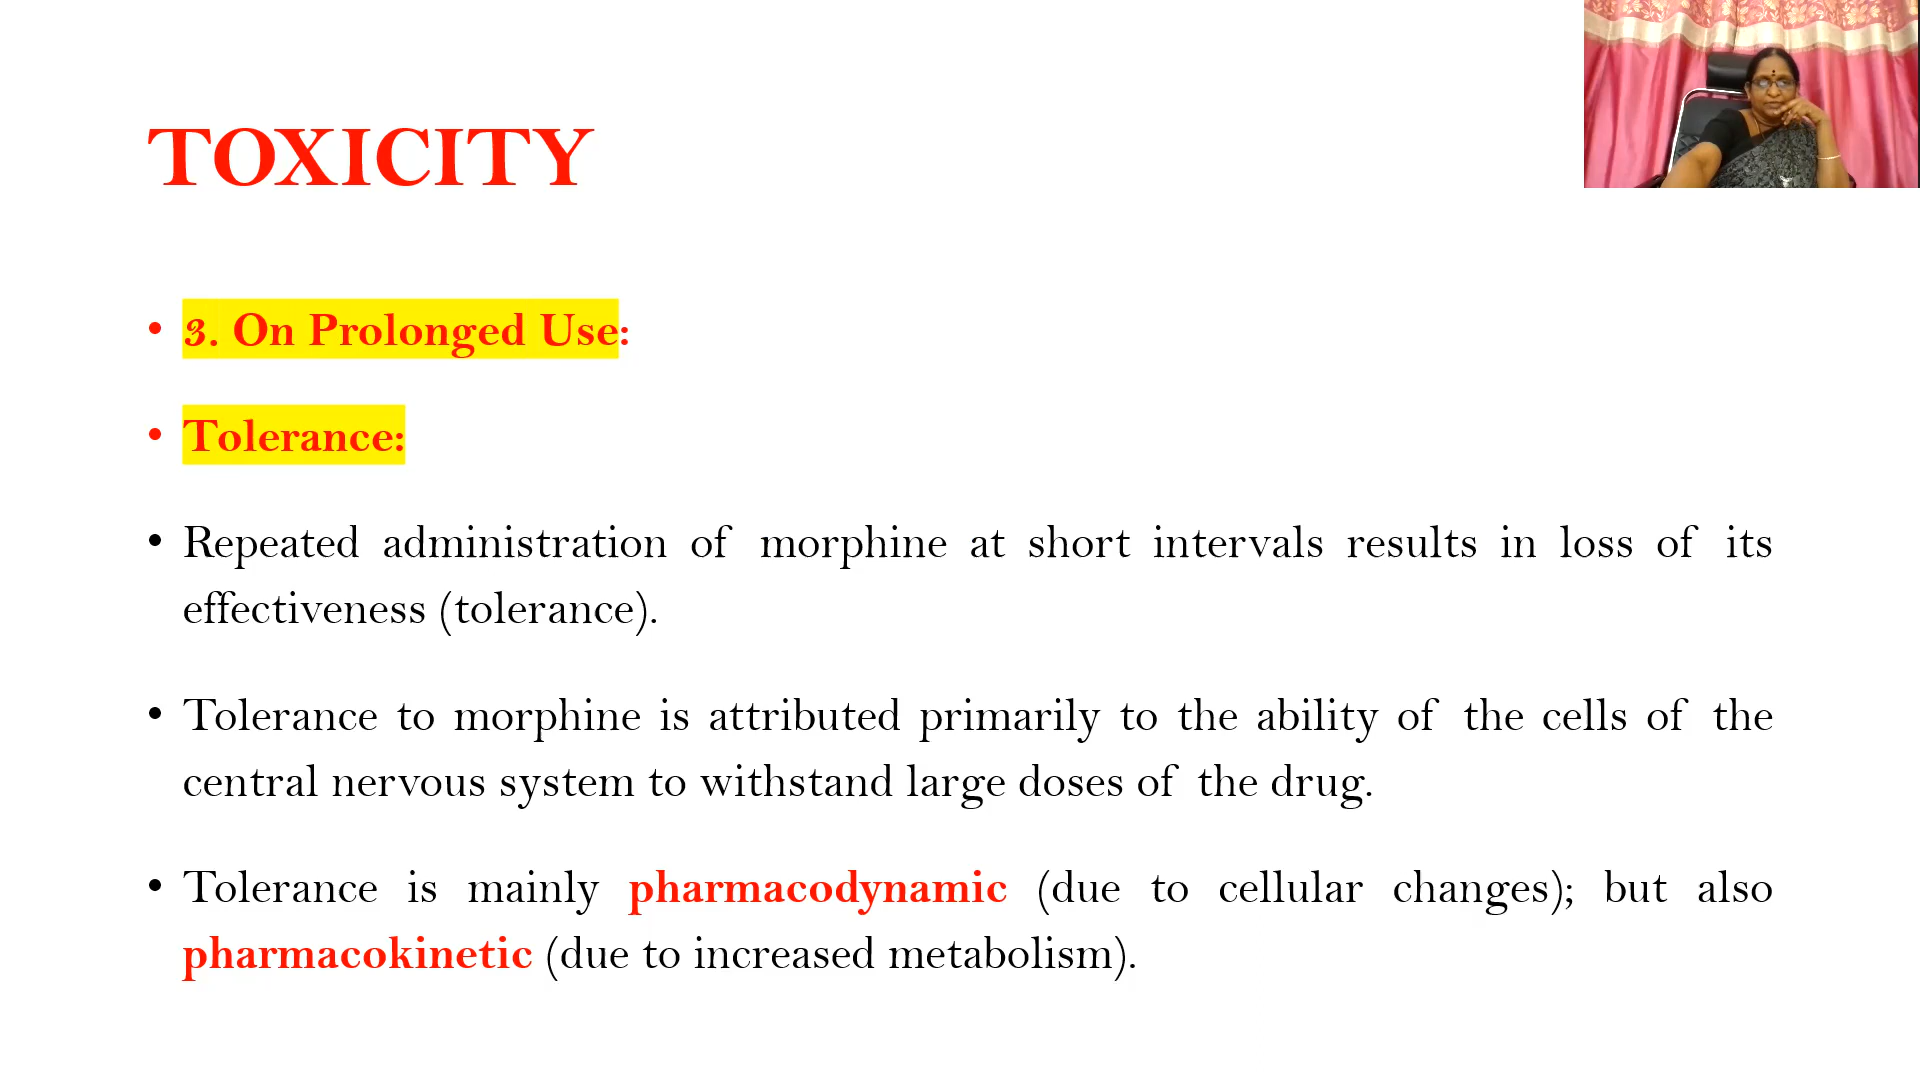 TOXICITY
• 3. On Prolonged Use:
• Tolerance:
• Repeated administration of morphine at short intervals results in loss of its
effectiveness (tolerance).
• Tolerance to morphine is attributed primarily to the ability of the cells of the
central nervous system to withstand large doses of the drug.
• Tolerance is mainly pharmacodynamic (due to cellular changes); but also
pharmacokinetic (due to increased metabolism).